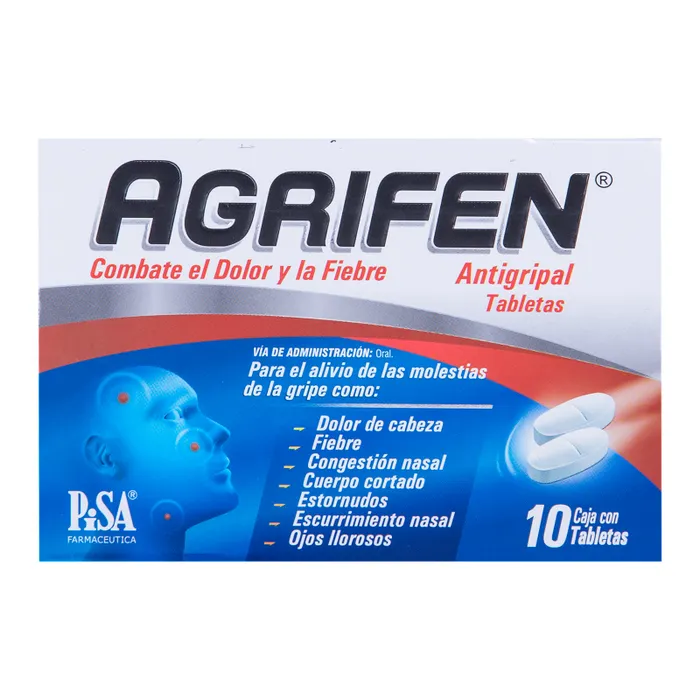 AGRIFEN®
Combate el Dolor y la Fiebre
Antigripal
Tabletas
VÍA DE ADMINISTRACIÓN: Oral.
Para el alivio de las molestias
de la gripe como:
Dolor de cabeza
Fiebre
Congestión nasal
Cuerpo cortado
Estornudos
Escurrimiento nasal
Ojos llorosos
PiSA®
FARMACEUTICA
10 Caja con
Tabletas